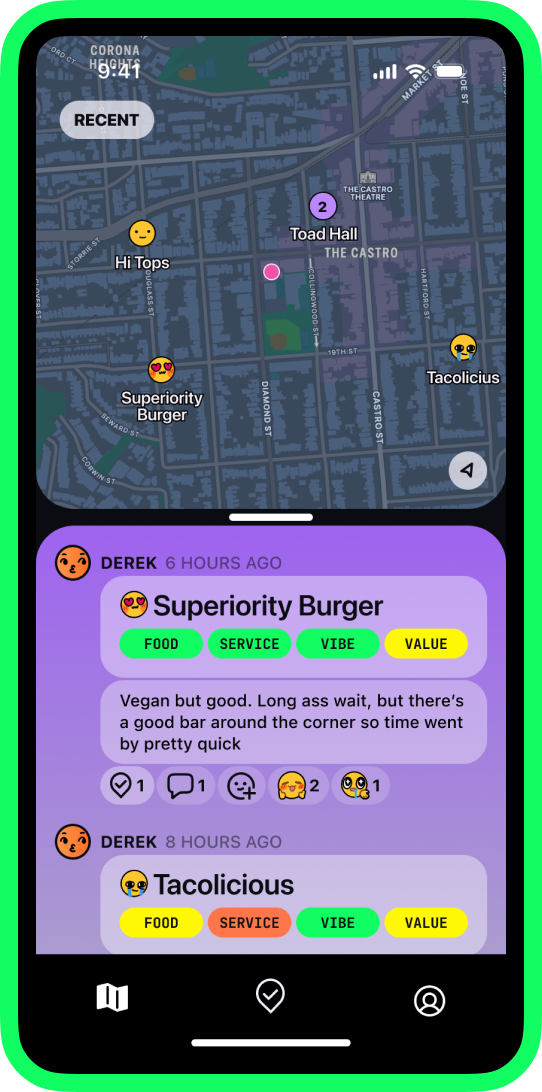 CORONA
HEIGHTS
9:41
ORD CT
MARKET ST
NOE ST
RECENT
THE CASTRO
THEATRE
2
Toad Hall
Hi Tops
THE CASTRO
STORRIE ST
DOUGLASS ST
COLLINGWOOD ST
HARTFORD ST
19TH ST
Tacolicius
Superiority
Burger
DIAMOND ST
CASTRO ST
SEWARD ST
CORWIN ST
DEREK 6 HOURS AGO
Superiority Burger
FOOD SERVICE VIBE VALUE
Vegan but good. Long ass wait, but there's
a good bar around the corner so time went
by pretty quick
1 1 2 1
DEREK 8 HOURS AGO
Tacolicious
FOOD SERVICE VIBE VALUE